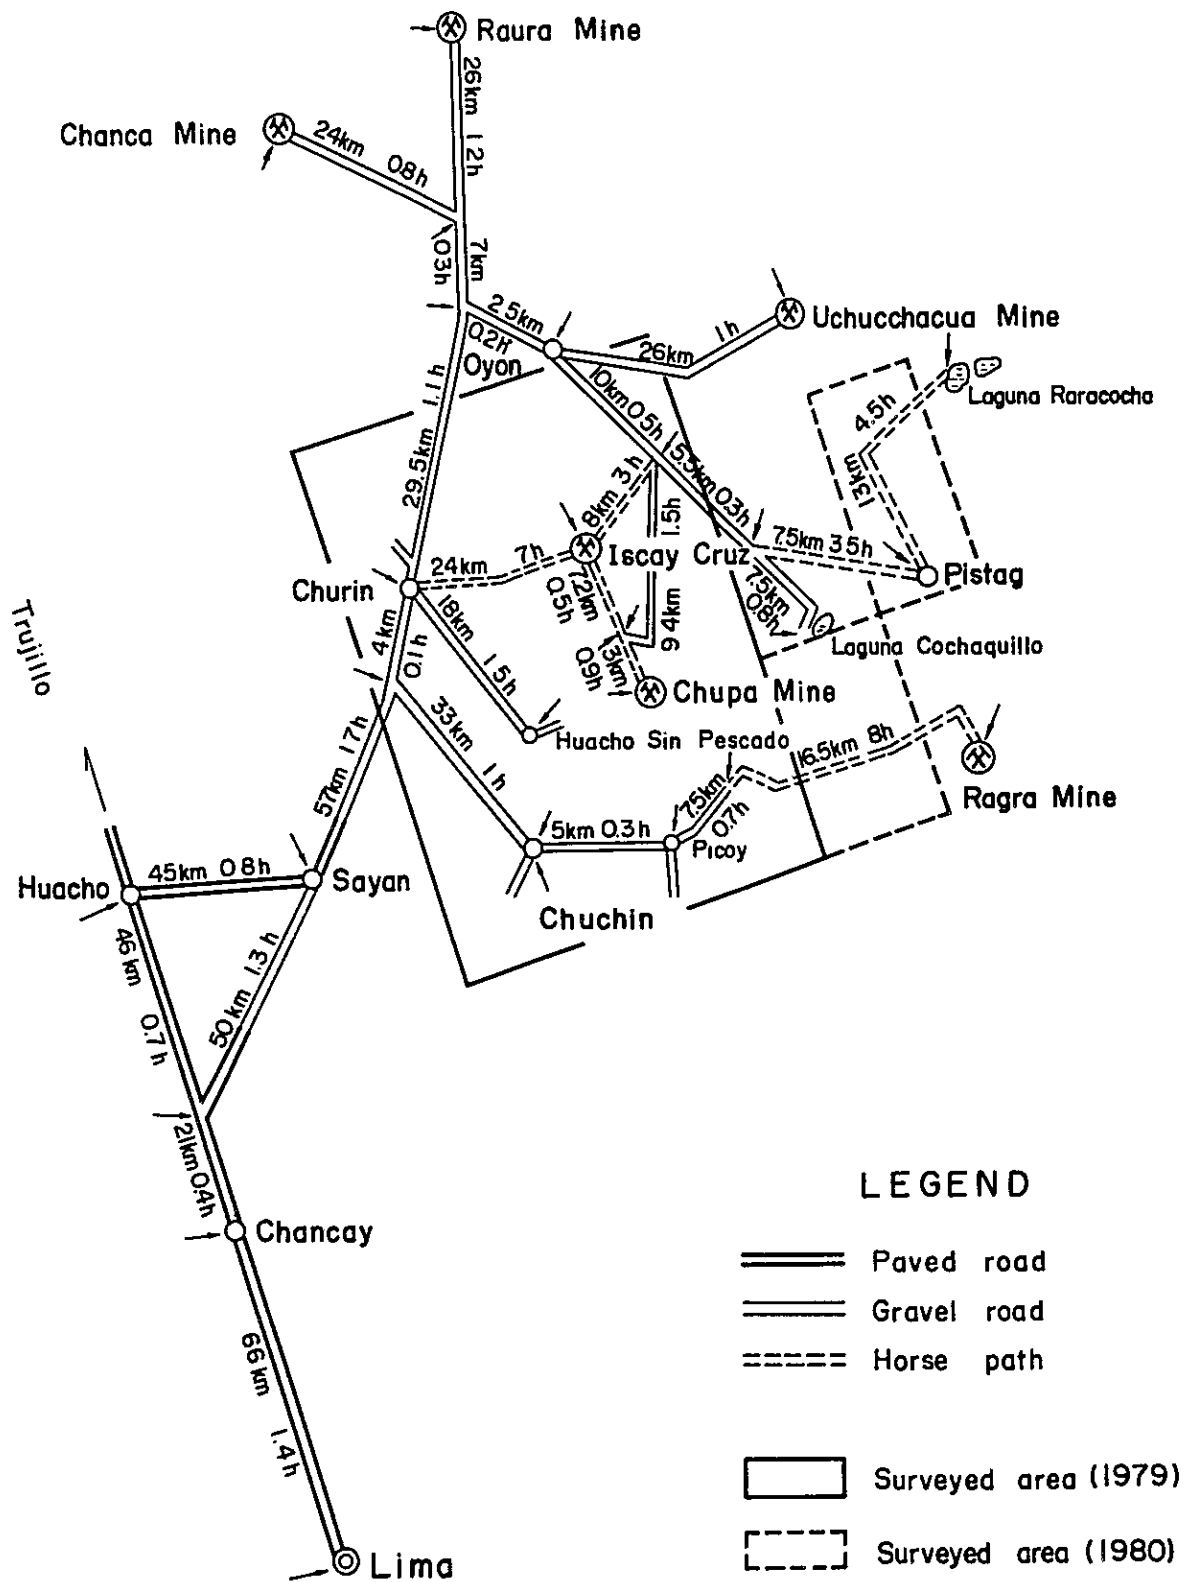 Raura Mine
26km 1.2h
Chanca Mine
24km 0.8h
7km
0.3h
2.5km
0.2h
Oyon
Uchucchacua Mine
26km
1h
Laguna Raracocha
4.5h
13km
10km 0.5h
5.5km 0.3h
29.5km 1.1h
8km 3h
1.5h
9.4km
Iscay Cruz
7.5km 3.5h
Pistag
24km 7h
Churin
7.2km
0.5h
7.5km
0.8h
Laguna Cochaquillo
4km
0.1h
18km 1.5h
1.3km
0.9h
Chupa Mine
Trujillo
Huacho Sin Pescado
33km 1h
16.5km 8h
Ragra Mine
57km 1.7h
7.5km
0.7h
5km 0.3h
Picoy
Huacho
45km 0.8h
Sayan
Chuchin
46km 0.7h
50km 1.3h
21km 0.4h
Chancay
66km 1.4h
Lima
LEGEND
Paved road
Gravel road
Horse path
Surveyed area (1979)
Surveyed area (1980)